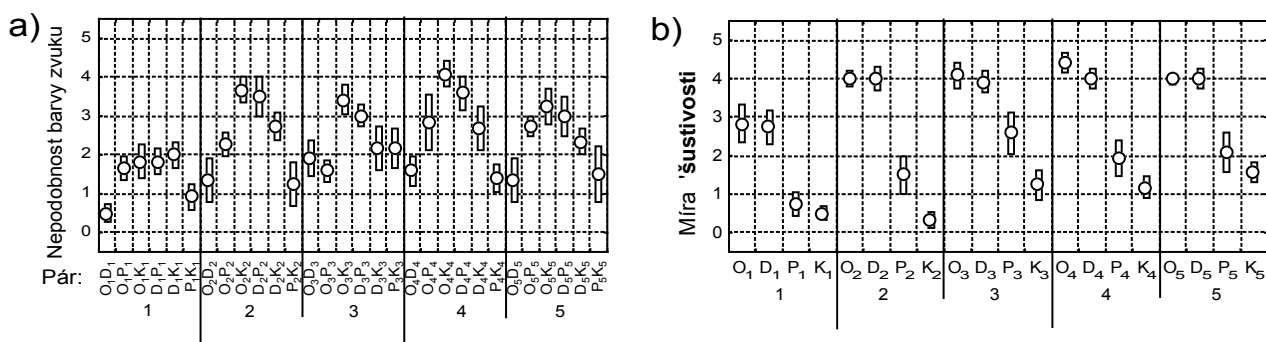 a)
Nepodobnost barvy zvuku
5
4
3
2
1
0
Pár:
O₁D₁ O₁P₁ O₁K₁ D₁P₁ D₁K₁ P₁K₁ O₂D₂ O₂P₂ O₂K₂ D₂P₂ D₂K₂ P₂K₂ O₃D₃ O₃P₃ O₃K₃ P₃D₃ D₃K₃ P₃K₃ O₄D₄ O₄P₄ O₄K₄ P₄D₄ D₄K₄ P₄K₄ O₅D₅ O₅P₅ O₅K₅ D₅P₅ D₅K₅ P₅K₅
1 2 3 4 5
b)
Míra 'šustivosti
5
4
3
2
1
0
O₁ D₁ P₁ K₁ O₂ D₂ P₂ K₂ O₃ D₃ P₃ K₃ O₄ D₄ P₄ K₄ O₅ D₅ P₅ K₅
1 2 3 4 5